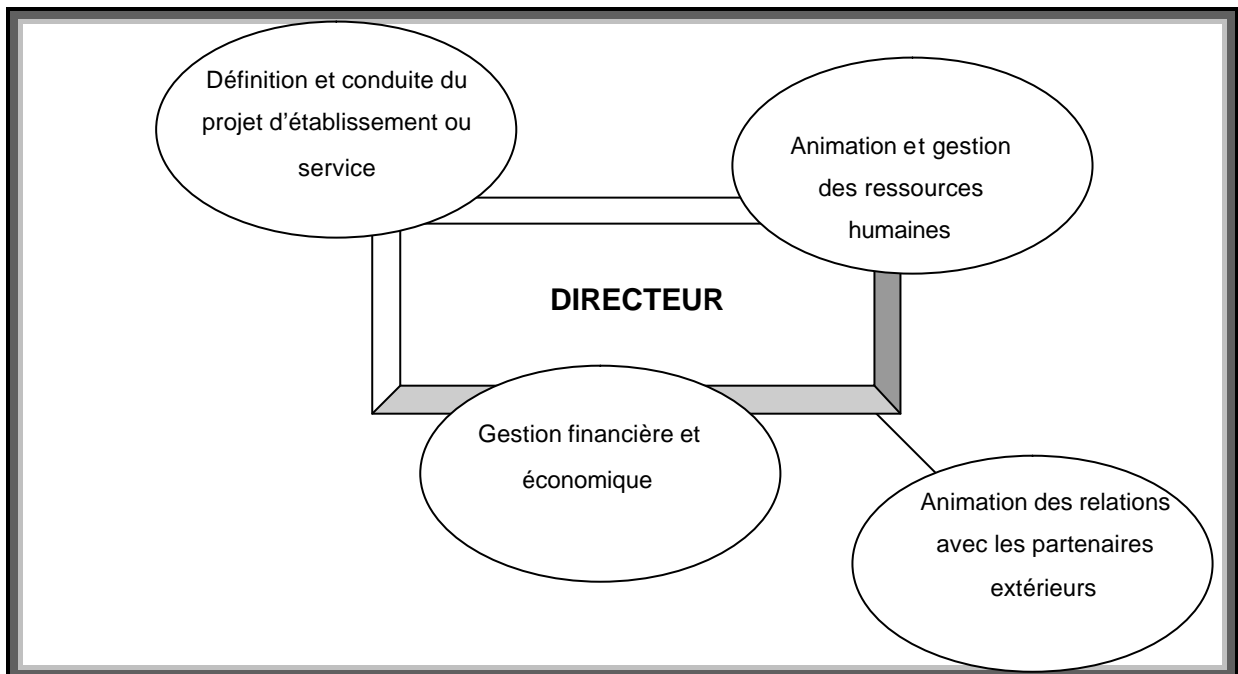 Définition et conduite du
projet d'établissement ou
service
Animation et gestion
des ressources
humaines
DIRECTEUR
Gestion financière et
économique
Animation des relations
avec les partenaires
extérieurs